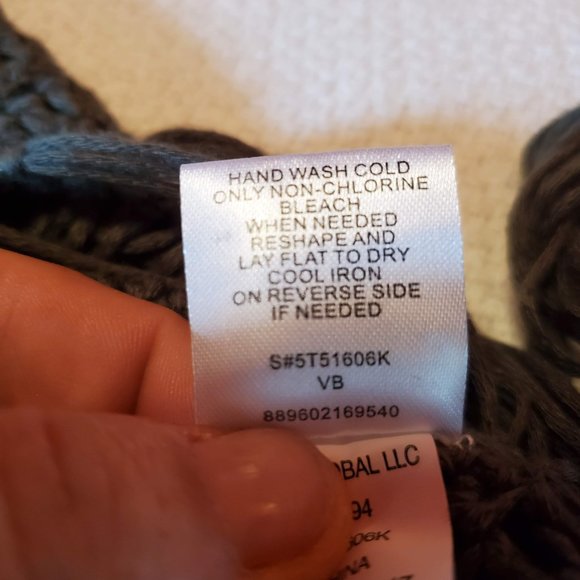 HAND WASH COLD
ONLY NON-CHLORINE
BLEACH
WHEN NEEDED
RESHAPE AND
LAY FLAT TO DRY
COOL IRON
ON REVERSE SIDE
IF NEEDED
S#5T51606K
VB
889602169540
LLC
94